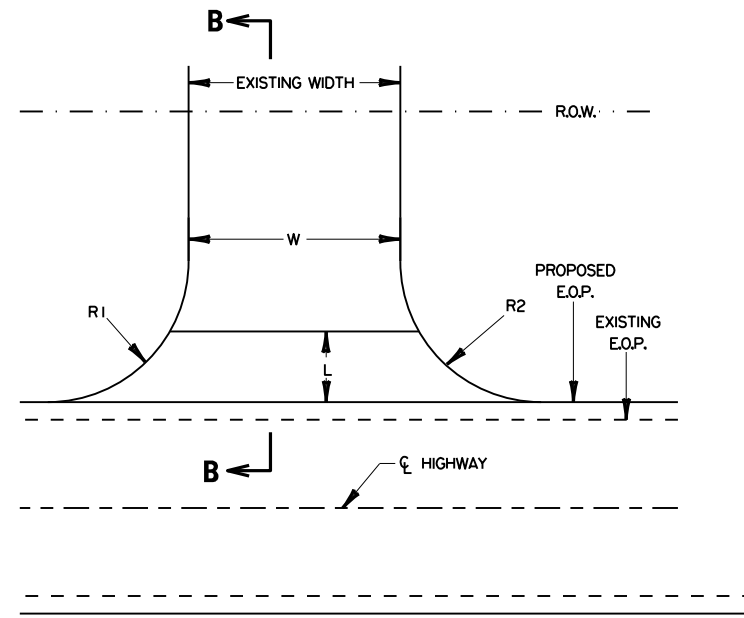 B
EXISTING WIDTH
R.O.W.
W
PROPOSED
E.O.P.
R1
R2
EXISTING
E.O.P.
L
B
℄ HIGHWAY